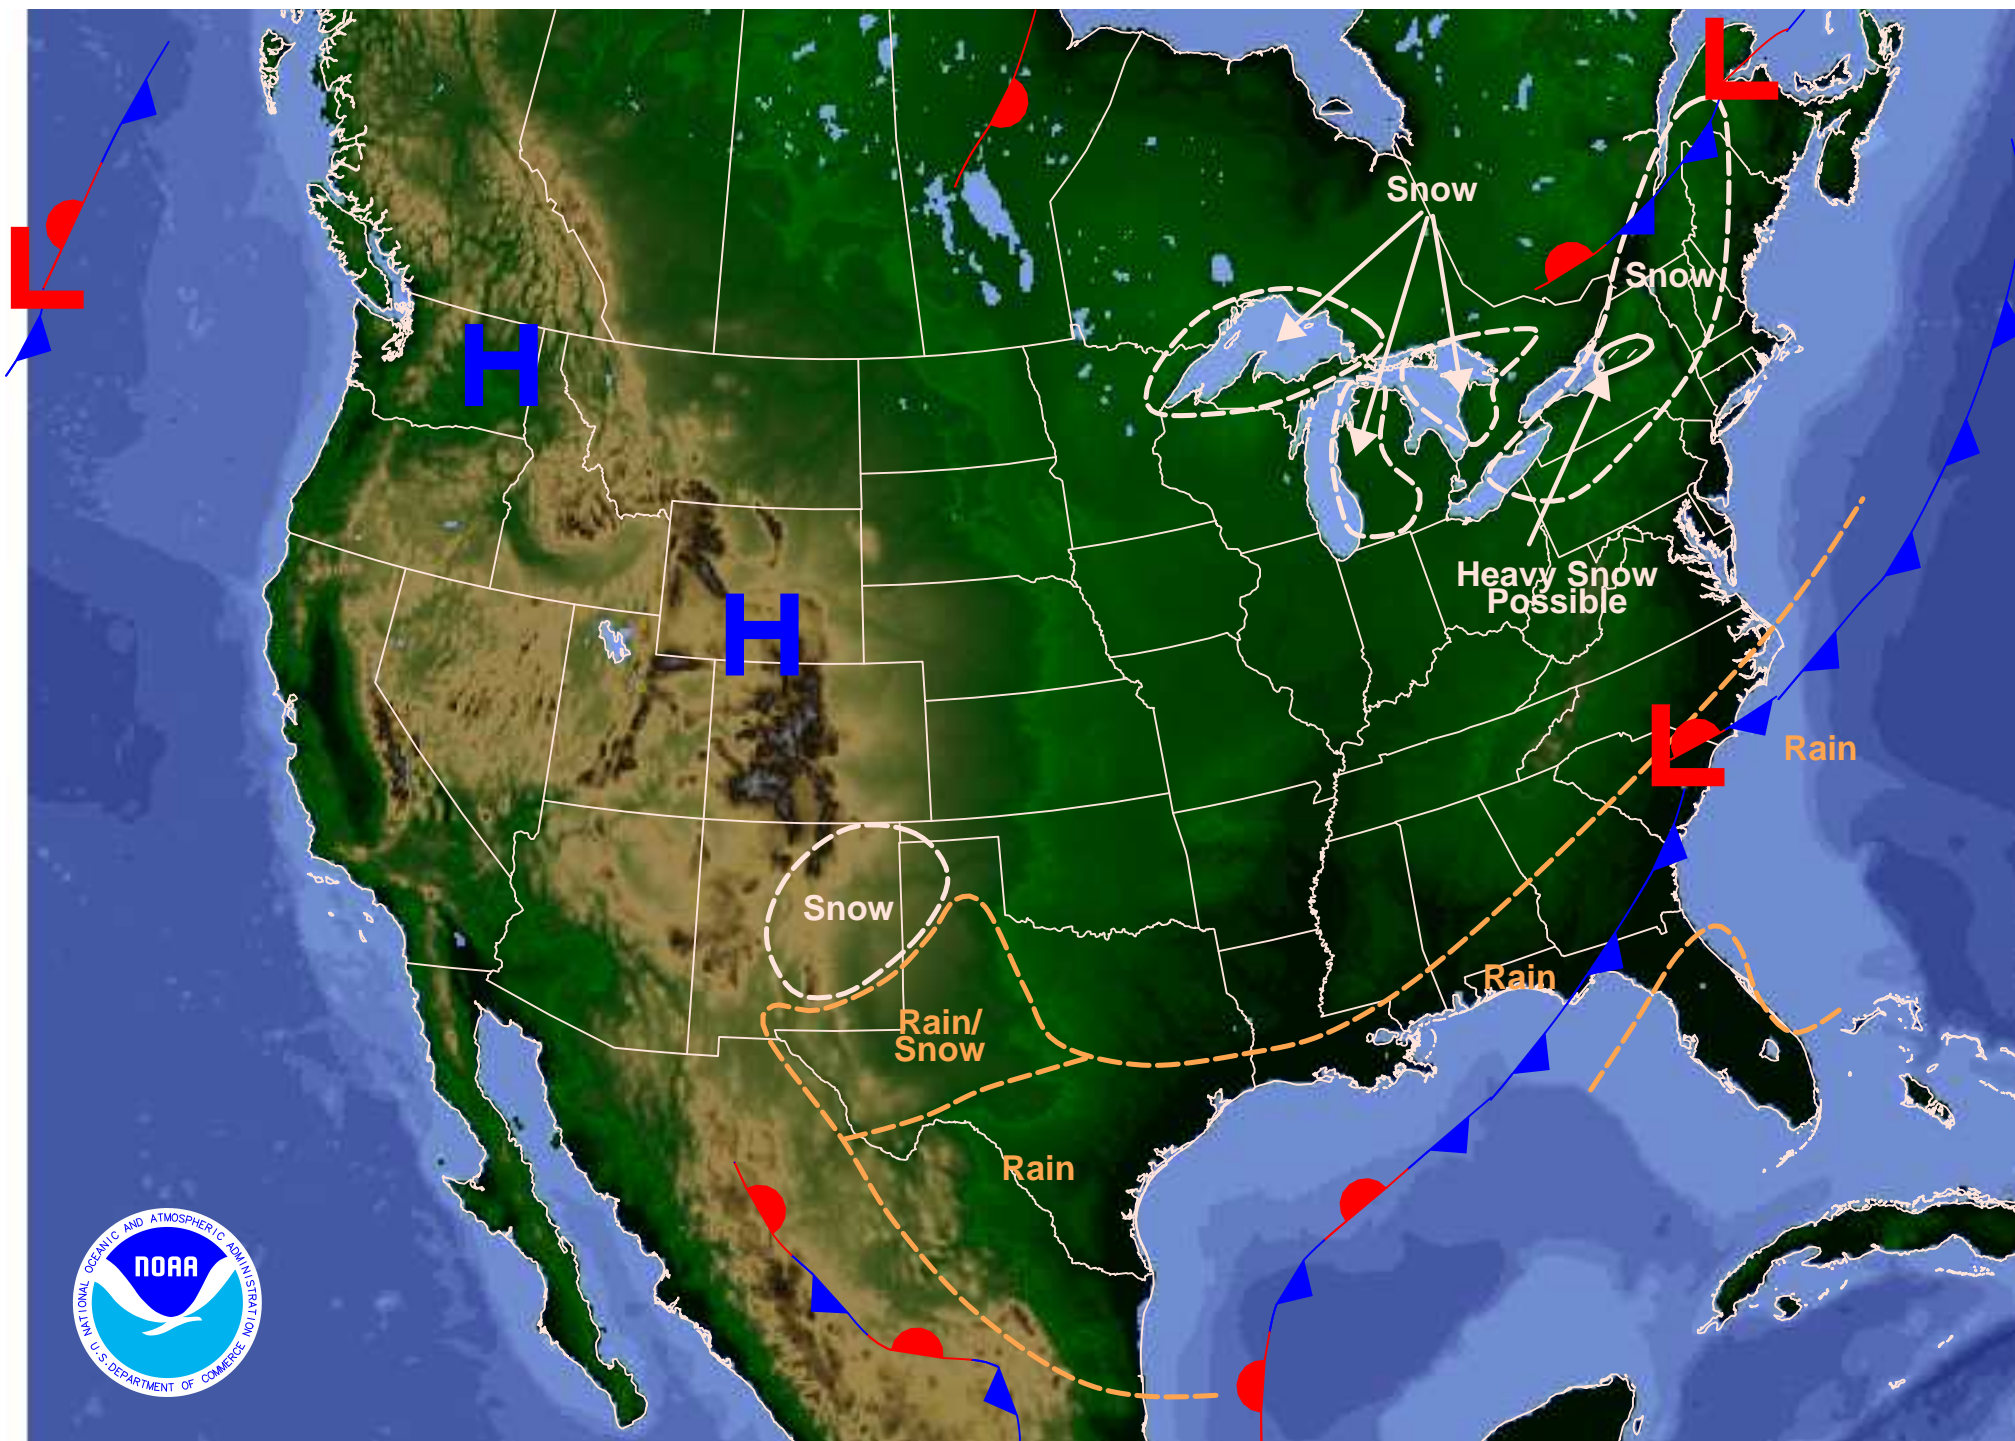 L
Snow
Snow
L
H
Heavy Snow
Possible
H
L
Rain
Snow
Rain
Rain/
Snow
Rain
NATIONAL OCEANIC AND ATMOSPHERIC ADMINISTRATION
NOAA
U.S. DEPARTMENT OF COMMERCE